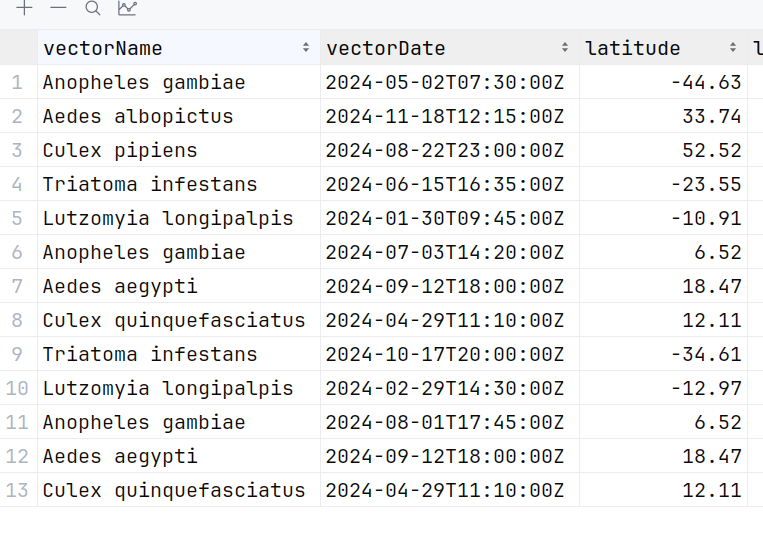 vectorName vectorDate latitude
1 Anopheles gambiae 2024-05-02T07:30:00Z -44.63
2 Aedes albopictus 2024-11-18T12:15:00Z 33.74
3 Culex pipiens 2024-08-22T23:00:00Z 52.52
4 Triatoma infestans 2024-06-15T16:35:00Z -23.55
5 Lutzomyia longipalpis 2024-01-30T09:45:00Z -10.91
6 Anopheles gambiae 2024-07-03T14:20:00Z 6.52
7 Aedes aegypti 2024-09-12T18:00:00Z 18.47
8 Culex quinquefasciatus 2024-04-29T11:10:00Z 12.11
9 Triatoma infestans 2024-10-17T20:00:00Z -34.61
10 Lutzomyia longipalpis 2024-02-29T14:30:00Z -12.97
11 Anopheles gambiae 2024-08-01T17:45:00Z 6.52
12 Aedes aegypti 2024-09-12T18:00:00Z 18.47
13 Culex quinquefasciatus 2024-04-29T11:10:00Z 12.11